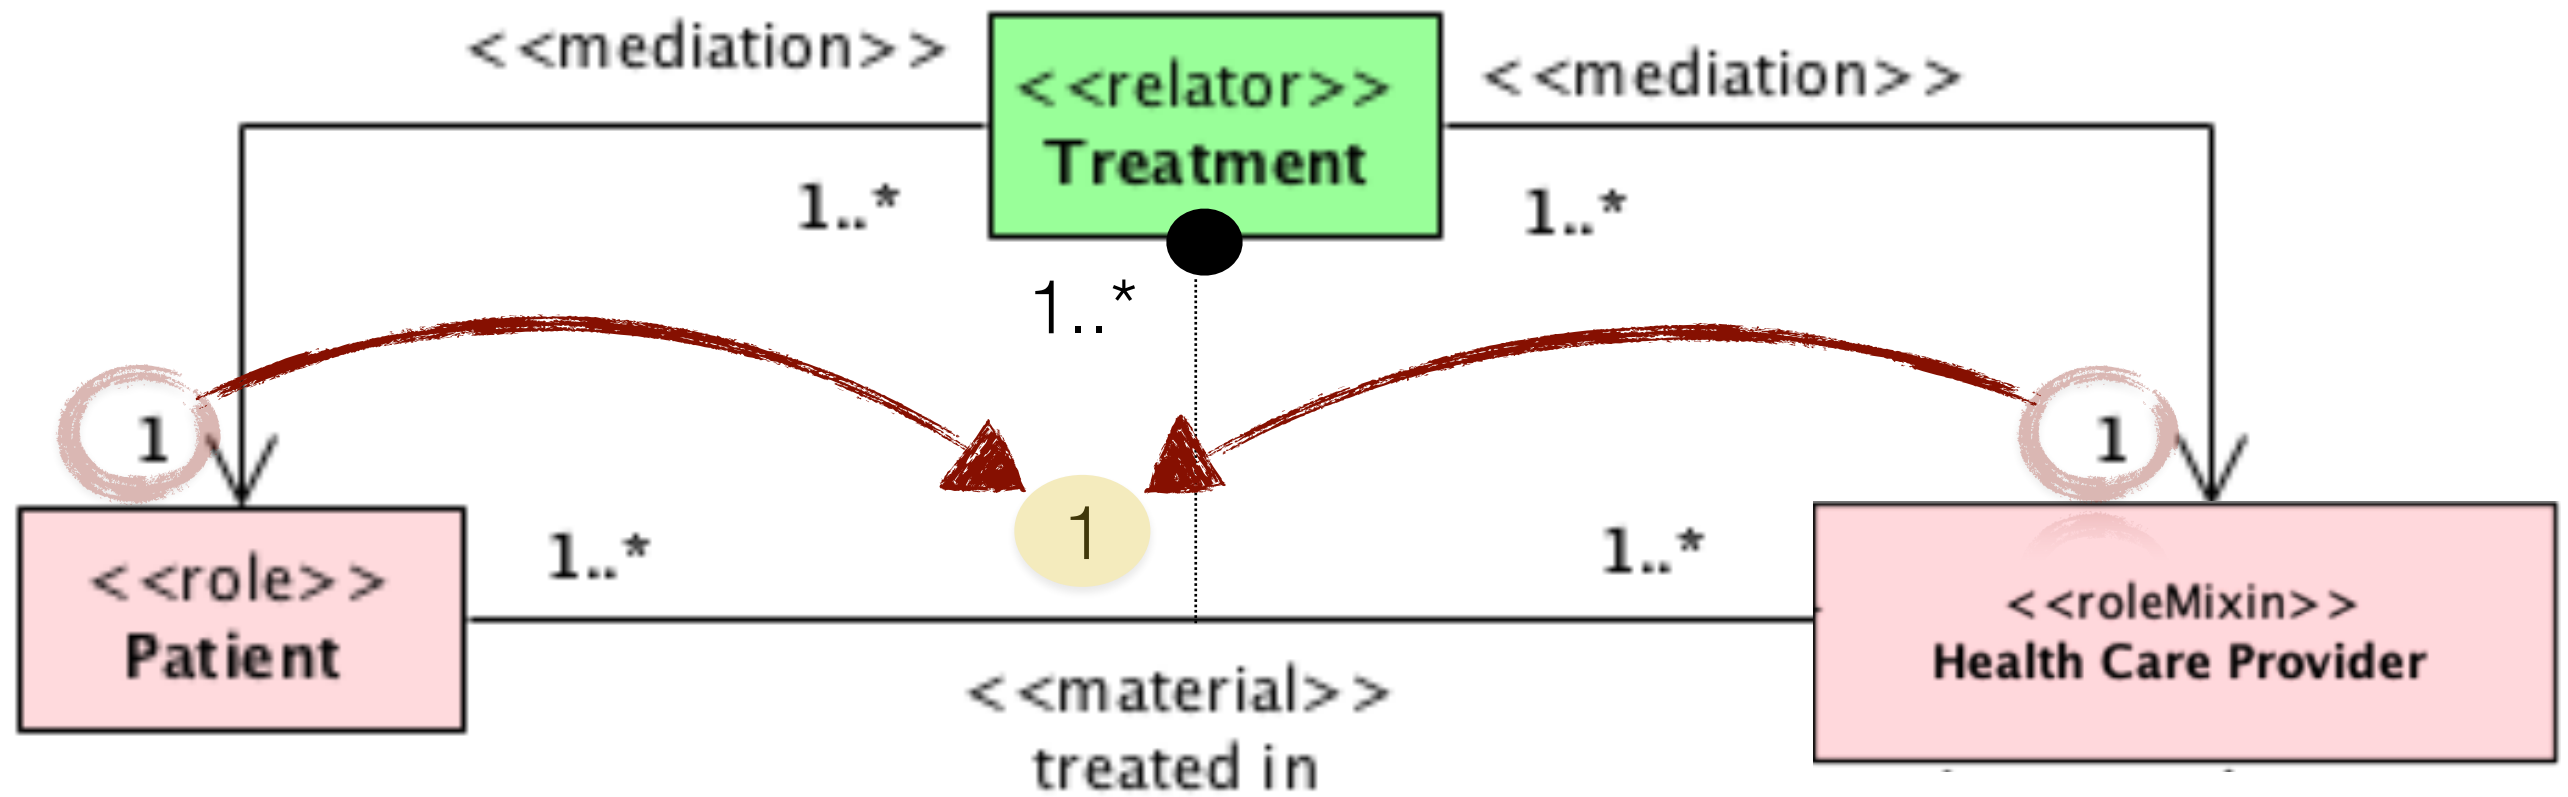 <<mediation>>
<<relator>>
Treatment
<<mediation>>
1..*
1..*
1..*
1
1
1
1..*
1..*
<<role>>
Patient
<<roleMixin>>
Health Care Provider
<<material>>
treated in